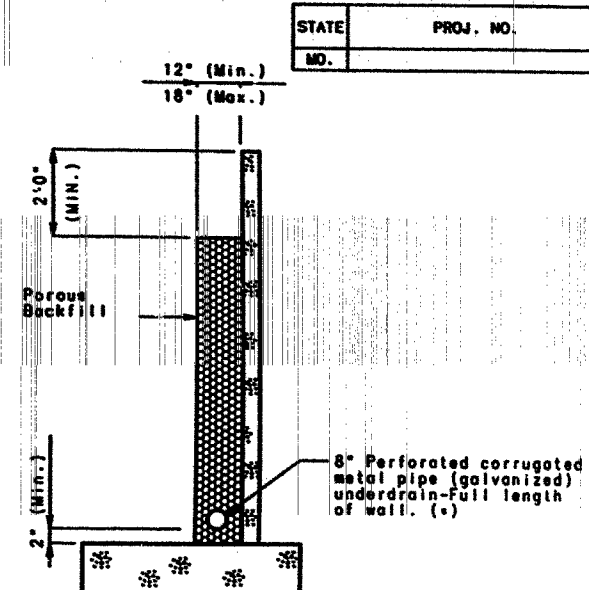 STATE PROJ. NO.
MO.
12" (Min.)
18" (Max.)
2'0"
(MIN.)
Porous
Backfill
2" (Min.)
8" Perforated corrugated
metal pipe (galvanized)
underdrain-Full length
of wall. (*)